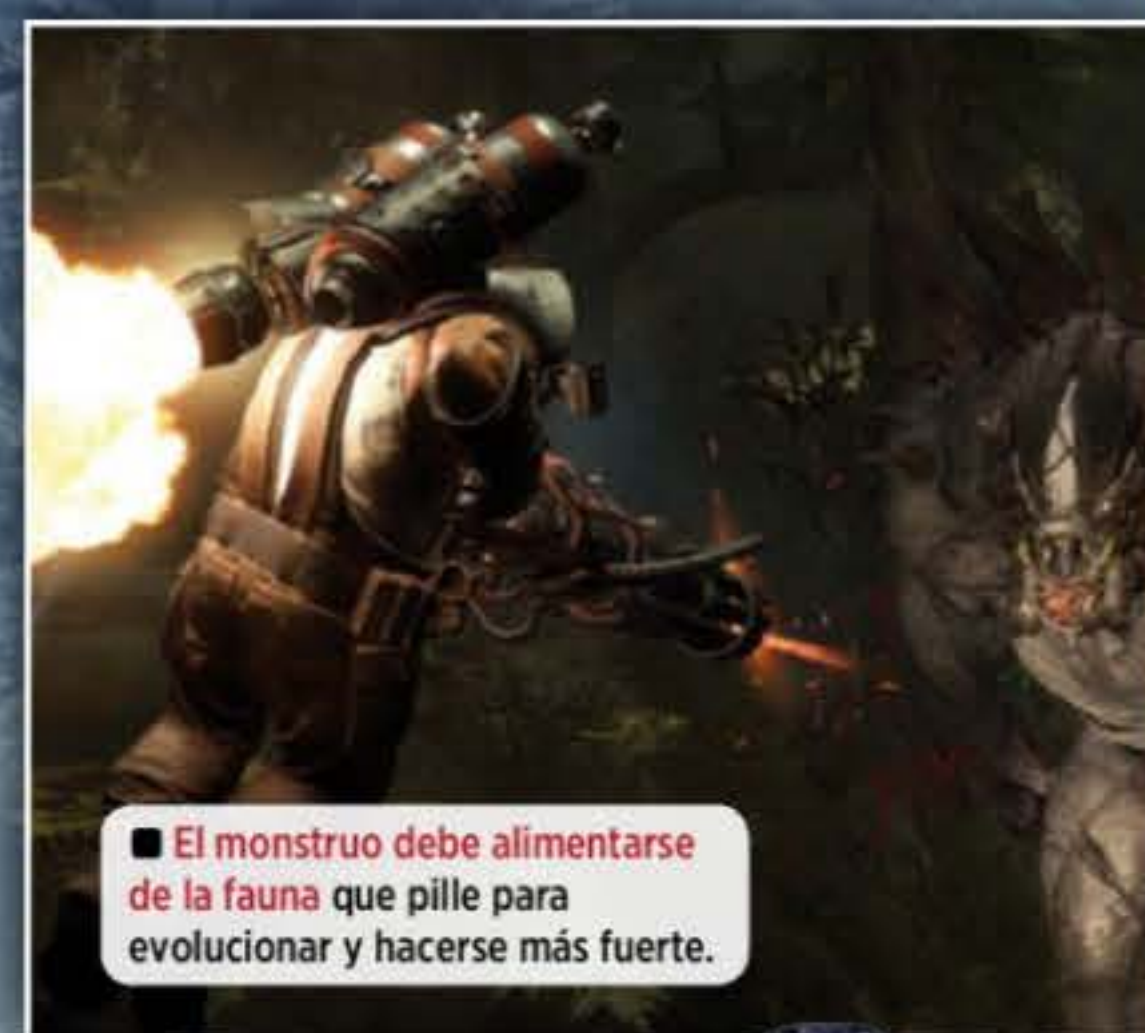 ■ El monstruo debe alimentarse
de la fauna que pille para
evolucionar y hacerse más fuerte.